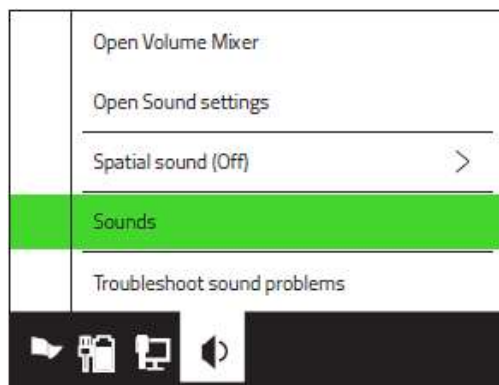 Open Volume Mixer
Open Sound settings
Spatial sound (Off)
Sounds
Troubleshoot sound problems